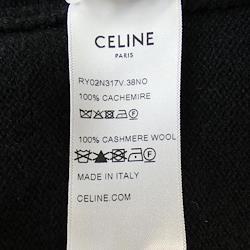 CELINE
PARIS
RY02N317V.38NO
100% CACHEMIRE
100% CASHMERE WOOL
MADE IN ITALY
CELINE.COM